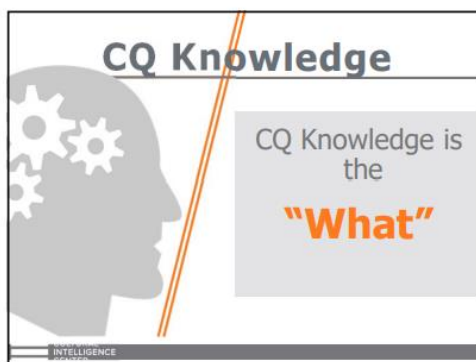 CQ Knowledge
CQ Knowledge is
the
“What”
INTELLIGENCE